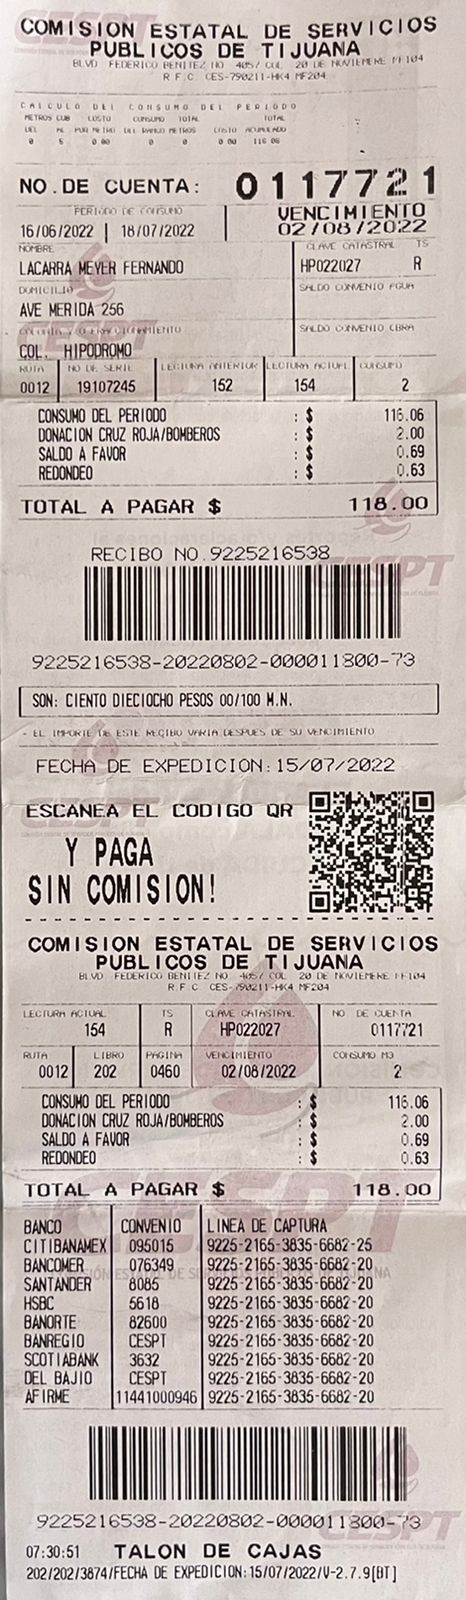 COMISION ESTATAL DE SERVICIOS
PUBLICOS DE TIJUANA
BLVD FEDERICO BENITEZ NO 4057 COL 20 DE NOVIEMBRE
R F C CES-790211-HK4 MF204
CALCULO DEL CONSUMO DEL PERIODO
METROS CUB COSTO CONSUMO TOTAL TOTAL
DEL AL POR METRO DEL RANGO METROS COSTO ACUMULADO
0 5 0.00 0 0 0.00 116.06
NO. DE CUENTA: 0117721
PERIODO DE CONSUMO VENCIMIENTO
16/06/2022 18/07/2022 02/08/2022
NOMBRE CLAVE CATASTRAL TS
LACARRA MEYER FERNANDO HP022027 R
DOMICILIO SALDO CONVENIO AGUA
AVE MERIDA 256
COLONIA Y/O FRACCIONAMIENTO SALDO CONVENIO OBRA
COL. HIPODROMO
RUTA NO DE SERIE LECTURA ANTERIOR LECTURA ACTUAL CONSUMO
0012 19107245 152 154 2
CONSUMO DEL PERIODO : $ 116.06
DONACION CRUZ ROJA/BOMBEROS : $ 2.00
SALDO A FAVOR : $ 0.69
REDONDEO : $ 0.63
TOTAL A PAGAR $ 118.00
RECIBO NO.9225216538
CESPT
9225216538-20220802-000011800-73
SON: CIENTO DIECIOCHO PESOS 00/100 M.N.
- EL IMPORTE DE ESTE RECIBO VARIA DESPUES DE SU VENCIMIENTO
FECHA DE EXPEDICION:15/07/2022
ESCANEA EL CODIGO QR
Y PAGA
SIN COMISION!
COMISION ESTATAL DE SERVICIOS
PUBLICOS DE TIJUANA
BLVD FEDERICO BENITEZ NO 4057 COL 20 DE NOVIEMBRE
R F C CES-790211-HK4 MF204
LECTURA ACTUAL TS CLAVE CATASTRAL NO. DE CUENTA
154 R HP022027 0117721
RUTA LIBRO PAGINA VENCIMIENTO CONSUMO M3
0012 202 0460 02/08/2022 2
CONSUMO DEL PERIODO : $ 116.06
DONACION CRUZ ROJA/BOMBEROS : $ 2.00
SALDO A FAVOR : $ 0.69
REDONDEO : $ 0.63
TOTAL A PAGAR $ 118.00
CESPT
BANCO CONVENIO LINEA DE CAPTURA
CITIBANAMEX 095015 9225-2165-3835-6682-25
BANCOMER 076349 9225-2165-3835-6682-20
SANTANDER 8085 9225-2165-3835-6682-20
HSBC 5618 9225-2165-3835-6682-20
BANORTE 82600 9225-2165-3835-6682-20
BANREGIO CESPT 9225-2165-3835-6682-20
SCOTIABANK 3632 9225-2165-3835-6682-20
DEL BAJIO CESPT 9225-2165-3835-6682-20
AFIRME 11441000946 9225-2165-3835-6682-20
9225216538-20220802-000011800-73
CESPT
07:30:51 TALON DE CAJAS
202/202/3874/FECHA DE EXPEDICION:15/07/2022/V-2.7.9[BT]